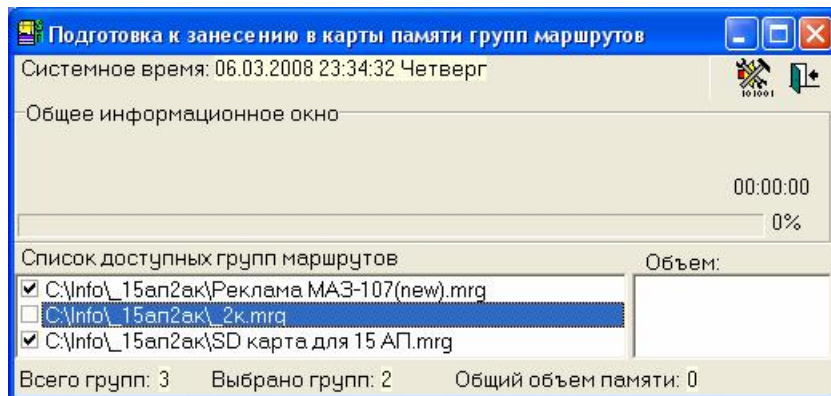 Подготовка к занесению в карты памяти групп маршрутов
Системное время: 06.03.2008 23:34:32 Четверг
101001
Общее информационное окно
00:00:00
0%
Список доступных групп маршрутов
Объем:
C:\Info\_15ап2ак\Реклама МАЗ-107(new).mrg
C:\Info\_15ап2ак\_2к.mrg
C:\Info\_15ап2ак\SD карта для 15 АП.mrg
Всего групп: 3 Выбрано групп: 2 Общий объем памяти: 0